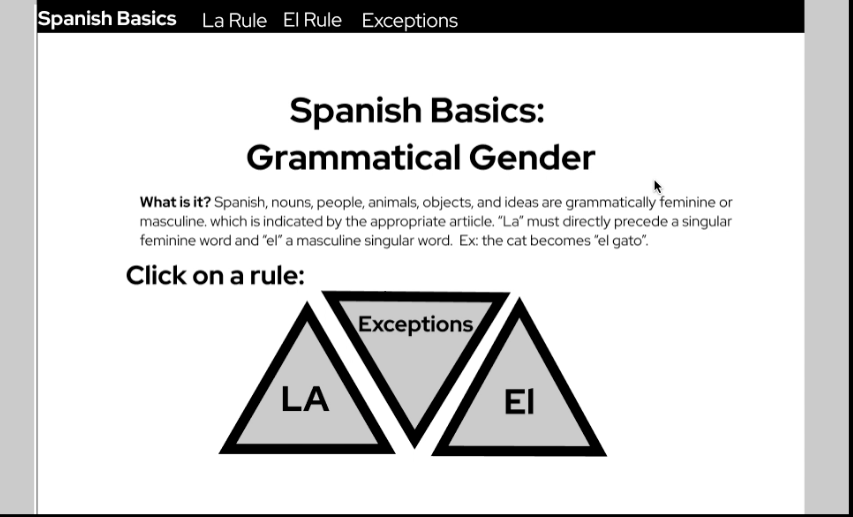 Spanish Basics La Rule El Rule Exceptions
Spanish Basics:
Grammatical Gender
What is it? Spanish, nouns, people, animals, objects, and ideas are grammatically feminine or
masculine. which is indicated by the appropriate artiicle. "La" must directly precede a singular
feminine word and "el" a masculine singular word. Ex: the cat becomes "el gato".
Click on a rule:
Exceptions
LA
El